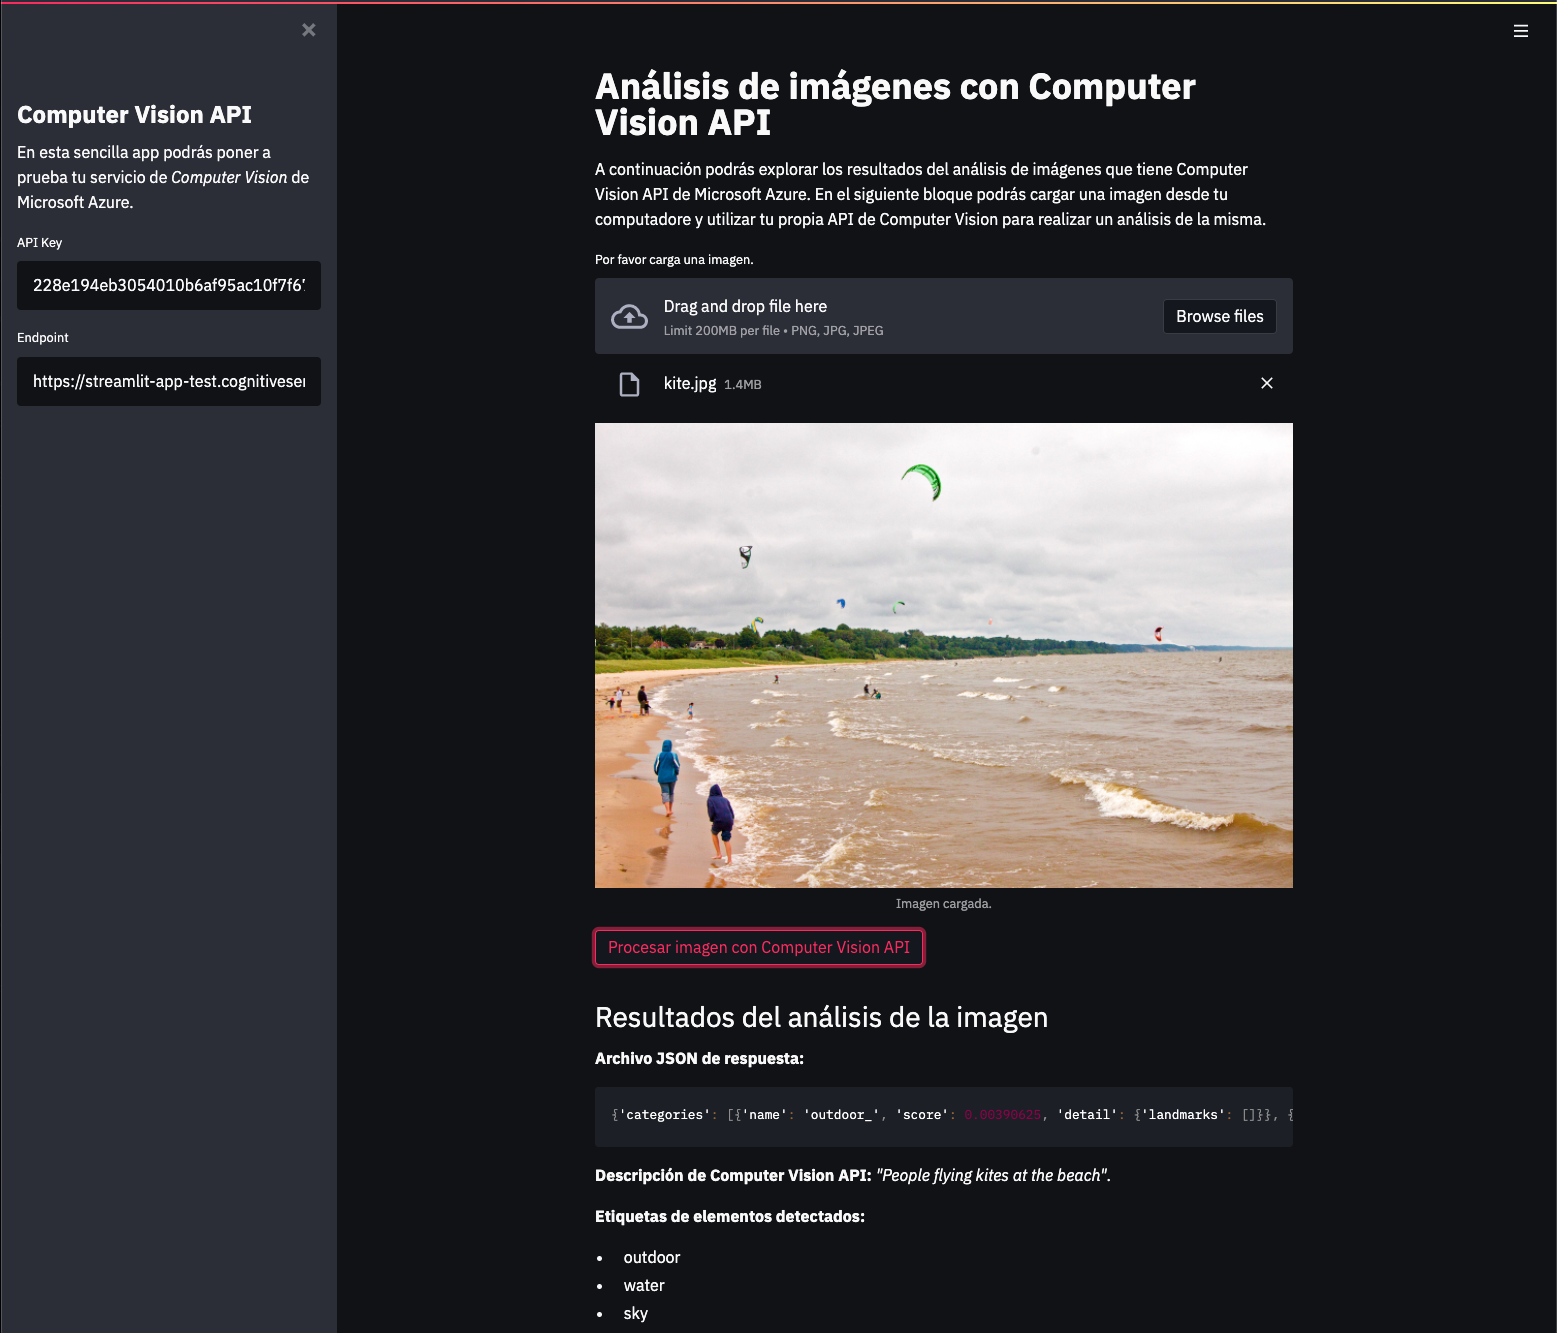 Computer Vision API
En esta sencilla app podrás poner a
prueba tu servicio de Computer Vision de
Microsoft Azure.
API Key
228e194eb3054010b6af95ac10f7f6
Endpoint
https://streamlit-app-test.cognitiveser
Análisis de imágenes con Computer
Vision API
A continuación podrás explorar los resultados del análisis de imágenes que tiene Computer
Vision API de Microsoft Azure. En el siguiente bloque podrás cargar una imagen desde tu
computadore y utilizar tu propia API de Computer Vision para realizar un análisis de la misma.
Por favor carga una imagen.
Drag and drop file here
Limit 200MB per file • PNG, JPG, JPEG
Browse files
kite.jpg 1.4MB
Imagen cargada.
Procesar imagen con Computer Vision API
Resultados del análisis de la imagen
Archivo JSON de respuesta:
{'categories': [{'name': 'outdoor_', 'score': 0.00390625, 'detail': {'landmarks': []}}, {
Descripción de Computer Vision API: "People flying kites at the beach".
Etiquetas de elementos detectados:
• outdoor
• water
• sky